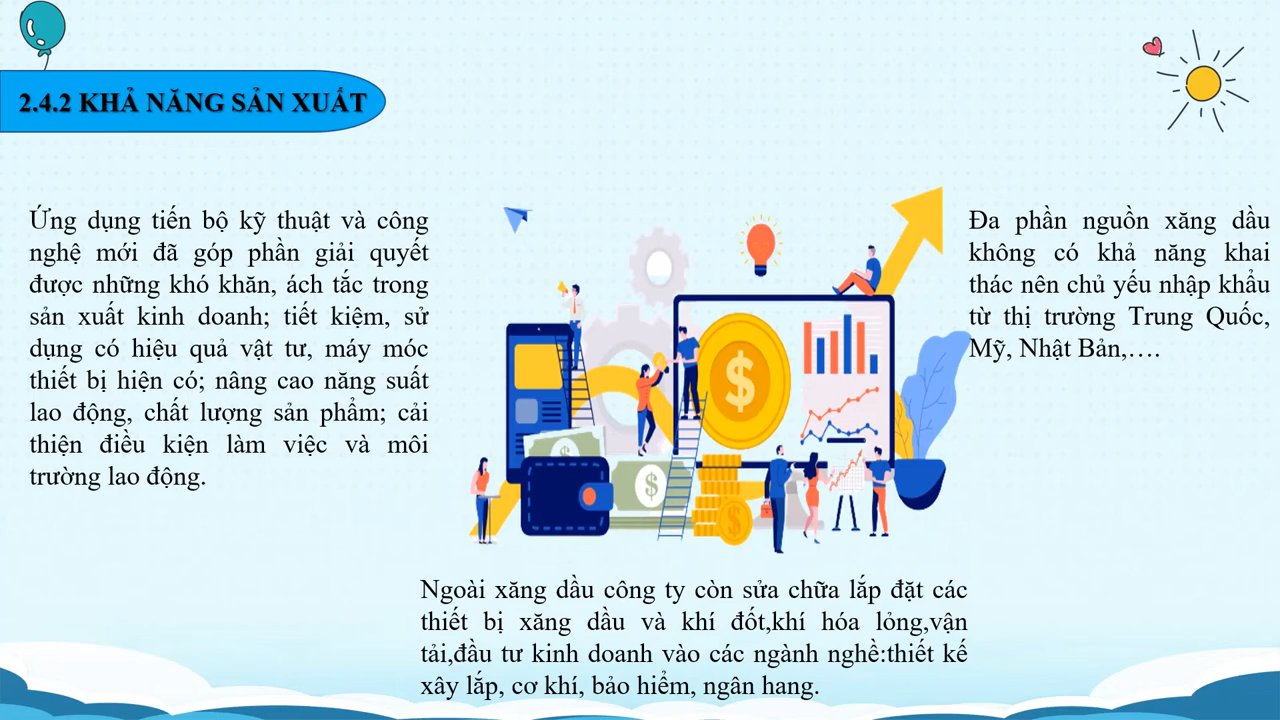 2.4.2 KHẢ NĂNG SẢN XUẤT
Ứng dụng tiến bộ kỹ thuật và công
nghệ mới đã góp phần giải quyết
được những khó khăn, ách tắc trong
sản xuất kinh doanh; tiết kiệm, sử
dụng có hiệu quả vật tư, máy móc
thiết bị hiện có; nâng cao năng suất
lao động, chất lượng sản phẩm; cải
thiện điều kiện làm việc và môi
trường lao động.
Đa phần nguồn xăng dầu
không có khả năng khai
thác nên chủ yếu nhập khẩu
từ thị trường Trung Quốc,
Mỹ, Nhật Bản,….
Ngoài xăng dầu công ty còn sửa chữa lắp đặt các
thiết bị xăng dầu và khí đốt,khí hóa lỏng,vận
tải,đầu tư kinh doanh vào các ngành nghề:thiết kế
xây lắp, cơ khí, bảo hiểm, ngân hang.